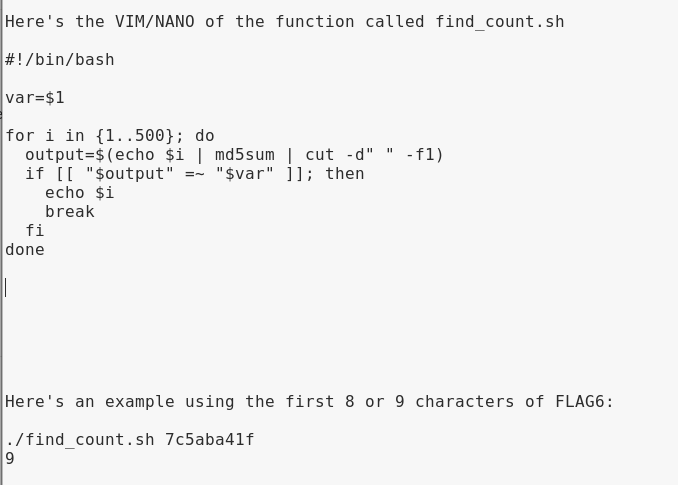 Here's the VIM/NANO of the function called find_count.sh
#!/bin/bash
var=$1
for i in {1..500}; do
  output=$(echo $i | md5sum | cut -d" " -f1)
  if [[ "$output" =~ "$var" ]]; then
    echo $i
    break
  fi
done
Here's an example using the first 8 or 9 characters of FLAG6:
./find_count.sh 7c5aba41f
9